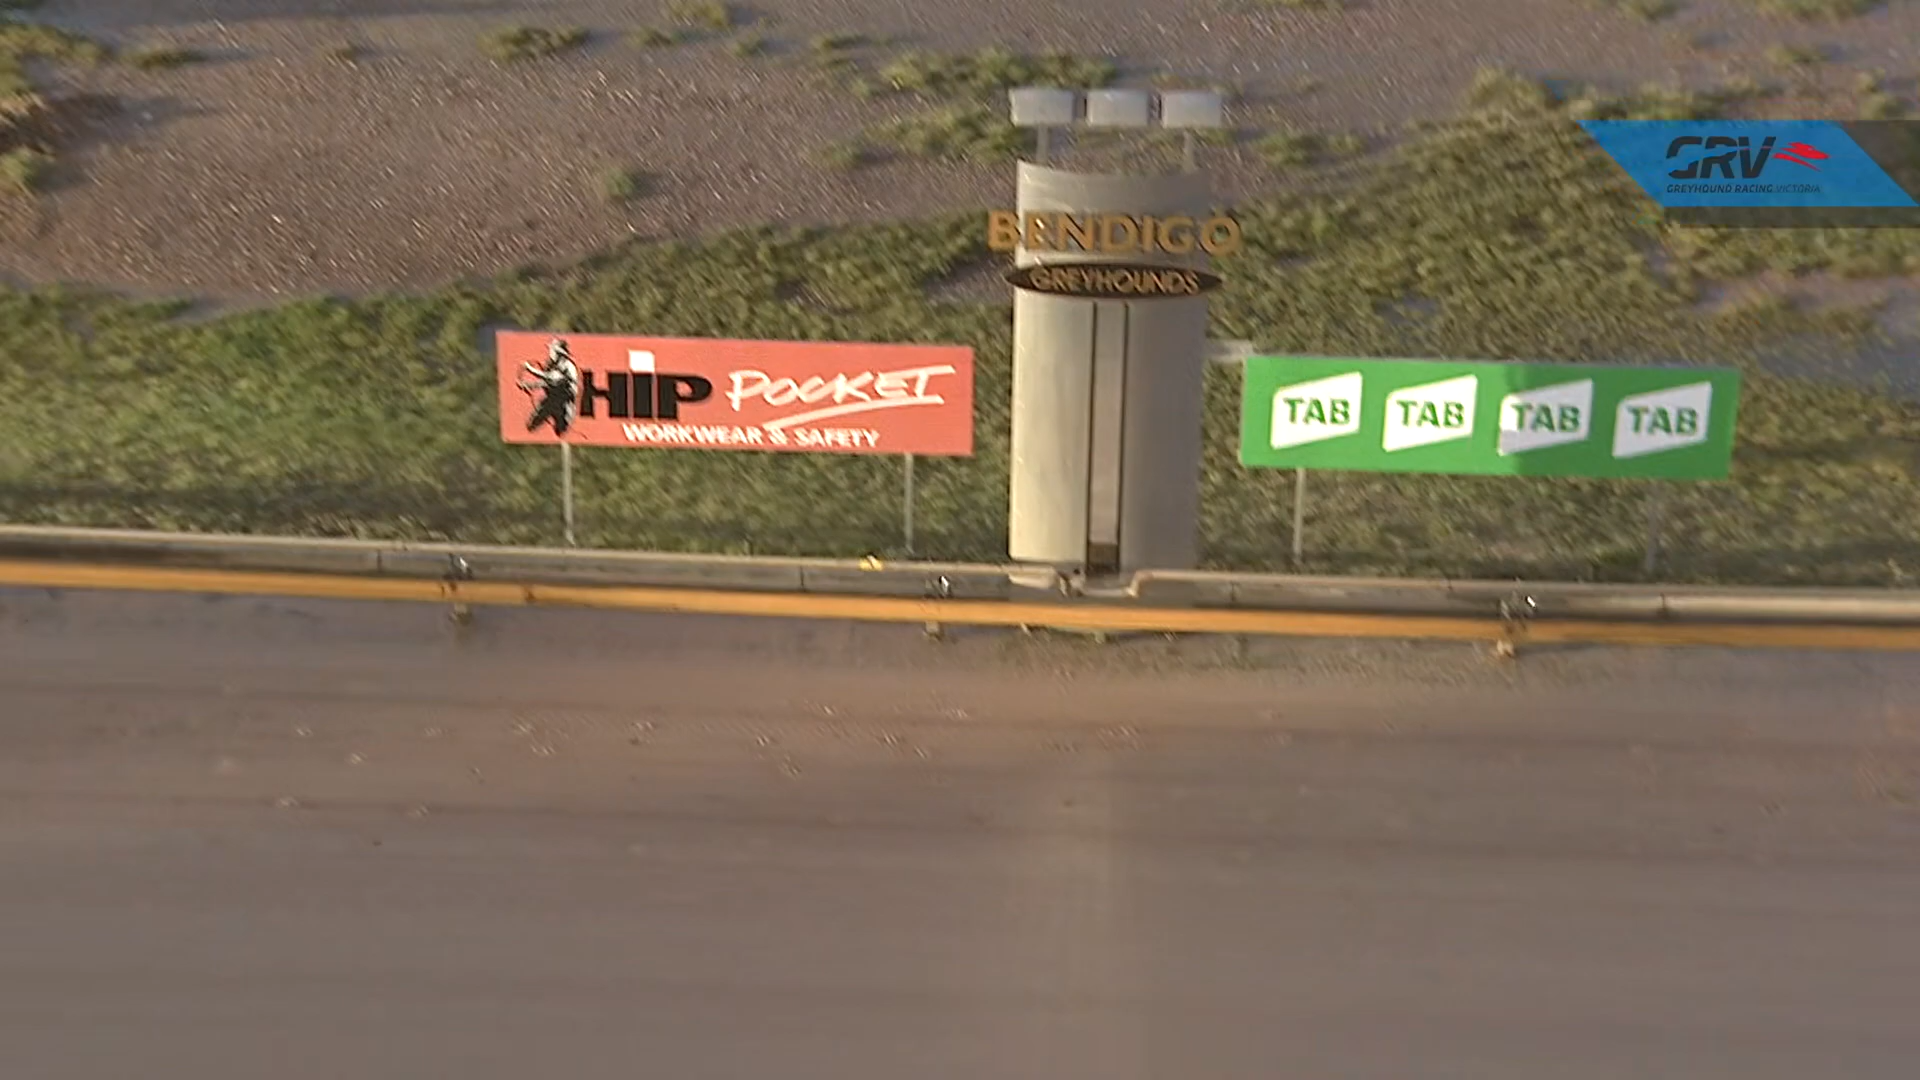 GRV
GREYHOUND RACING VICTORIA
BENDIGO
GREYHOUNDS
HIP POCKET
WORKWEAR & SAFETY
TAB TAB TAB TAB